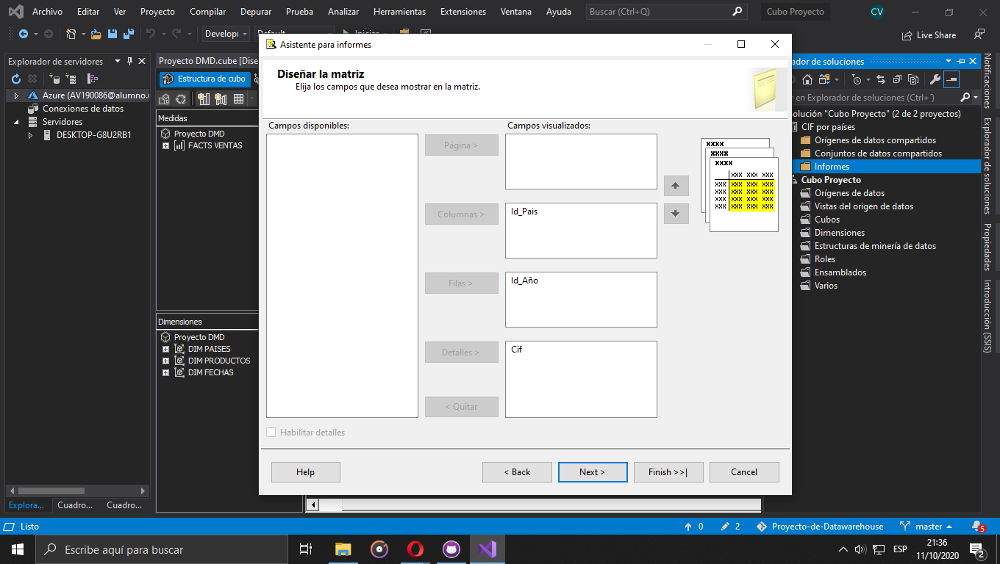 Archivo Editar Ver Proyecto Compilar Depurar Prueba Analizar Herramientas Extensiones Ventana Ayuda Buscar (Ctrl+Q) Cubo Proyecto CV
Developı Default Iniciar Live Share
Explorador de servidores
Azure (AV190086@alumno.u
Conexiones de datos
Servidores
DESKTOP-G8U2RB1
Explora... Cuadro... Cuadro...
Proyecto DMD.cube [Dise
Estructura de cubo
Medidas
Proyecto DMD
FACTS VENTAS
Dimensiones
Proyecto DMD
DIM PAISES
DIM PRODUCTOS
DIM FECHAS
Asistente para informes
Diseñar la matriz
Elija los campos que desea mostrar en la matriz.
Campos disponibles:
Campos visualizados:
Página >
Columnas >
Id_Pais
Filas >
Id_Año
Detalles >
Cif
< Quitar
Habilitar detalles
xxxx
xxxx
xxxx
xxx xxx xxx
xxx xxx xxx xxx
xxx xxx xxx xxx
xxx xxx xxx xxx
xxx xxx xxx xxx
Help < Back Next > Finish >>| Cancel
ador de soluciones
r en Explorador de soluciones (Ctrl+´)
olución "Cubo Proyecto" (2 de 2 proyectos)
CIF por países
Orígenes de datos compartidos
Conjuntos de datos compartidos
Informes
Cubo Proyecto
Orígenes de datos
Vistas del origen de datos
Cubos
Dimensiones
Estructuras de minería de datos
Roles
Ensamblados
Varios
Notificaciones
Explorador de soluciones
Propiedades
Introducción (SSIS)
Listo 0 2 Proyecto-de-Datawarehouse master 5
Escribe aquí para buscar
ESP
21:36
11/10/2020
2